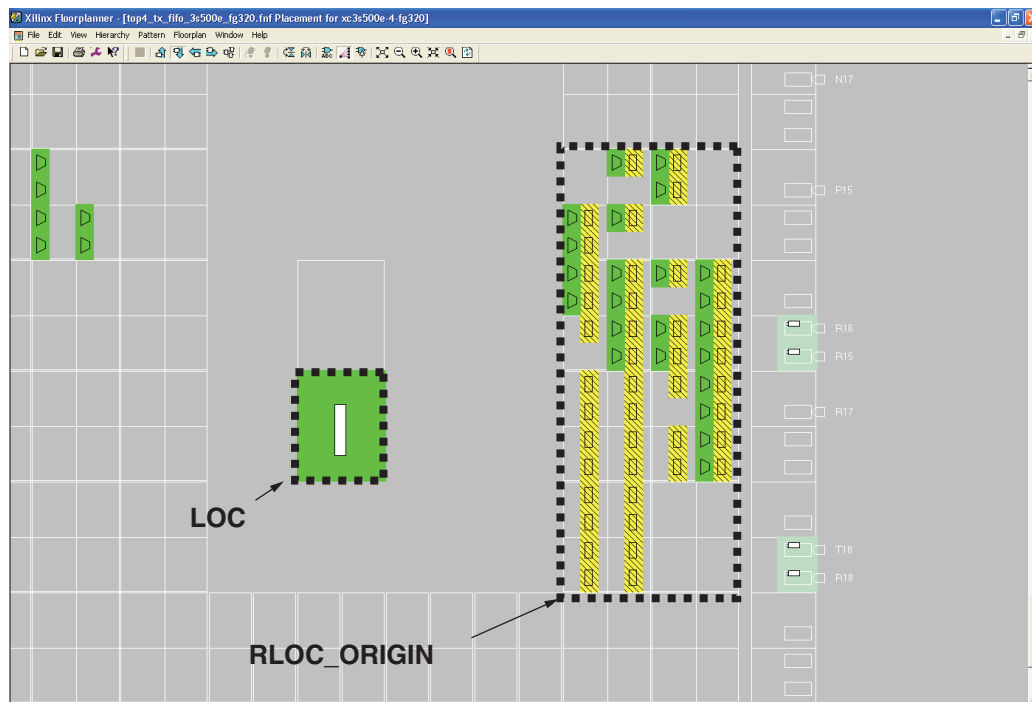 Xilinx Floorplanner - [top4_tx_fifo_3s500e_fg320.fnf Placement for xc3s500e-4-fg320]
File Edit View Hierarchy Pattern Floorplan Window Help
N17
P15
R16
R15
R17
LOC
T18
R18
RLOC_ORIGIN